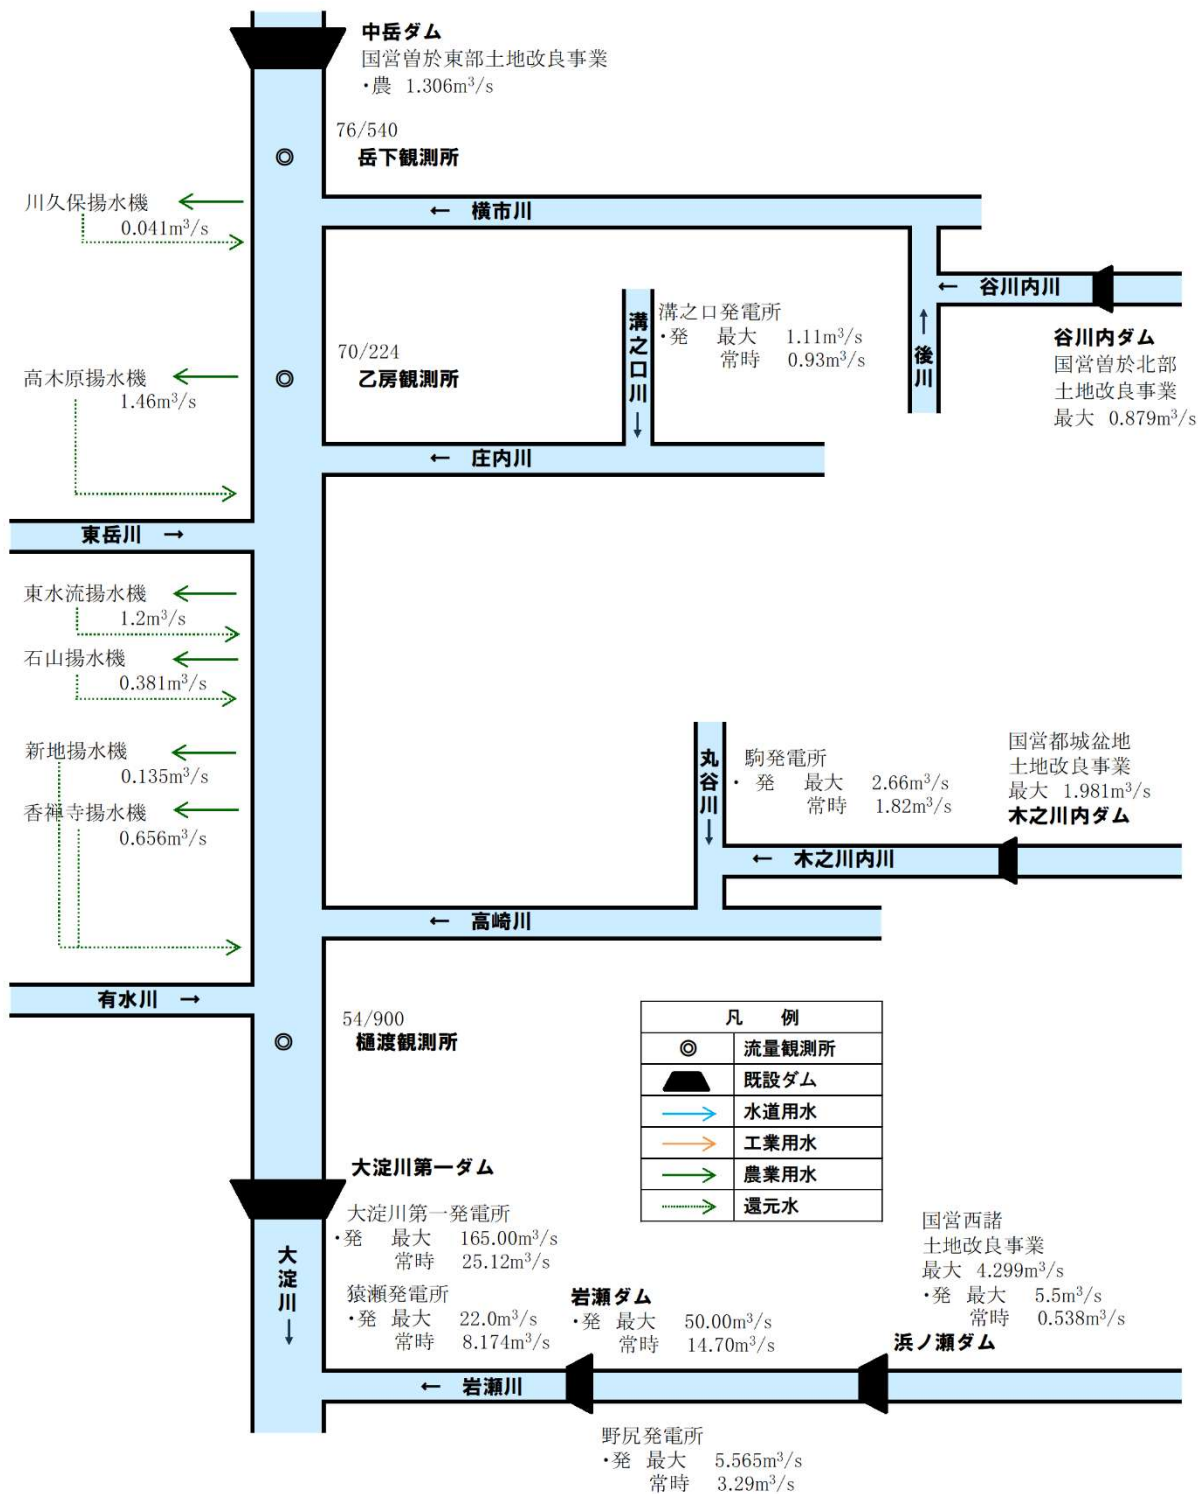 中岳ダム
国営曽於東部土地改良事業
・農 1.306m³/s
76/540
岳下観測所
川久保揚水機
0.041m³/s
← 横市川
← 谷川内川
谷川内ダム
国営曽於北部
土地改良事業
最大 0.879m³/s
後川
↑
溝之口川
↓
溝之口発電所
・発 最大 1.11m³/s
常時 0.93m³/s
70/224
乙房観測所
高木原揚水機
1.46m³/s
← 庄内川
東岳川 →
東水流揚水機
1.2m³/s
石山揚水機
0.381m³/s
新地揚水機
0.135m³/s
香禅寺揚水機
0.656m³/s
丸谷川
↓
駒発電所
・発 最大 2.66m³/s
常時 1.82m³/s
国営都城盆地
土地改良事業
最大 1.981m³/s
木之川内ダム
← 木之川内川
← 高崎川
有水川 →
54/900
樋渡観測所
凡 例
◎ 流量観測所
既設ダム
水道用水
工業用水
農業用水
還元水
大淀川第一ダム
大淀川第一発電所
・発 最大 165.00m³/s
常時 25.12m³/s
大淀川
↓
猿瀬発電所
・発 最大 22.0m³/s
常時 8.174m³/s
岩瀬ダム
・発 最大 50.00m³/s
常時 14.70m³/s
国営西諸
土地改良事業
最大 4.299m³/s
・発 最大 5.5m³/s
常時 0.538m³/s
浜ノ瀬ダム
← 岩瀬川
野尻発電所
・発 最大 5.565m³/s
常時 3.29m³/s